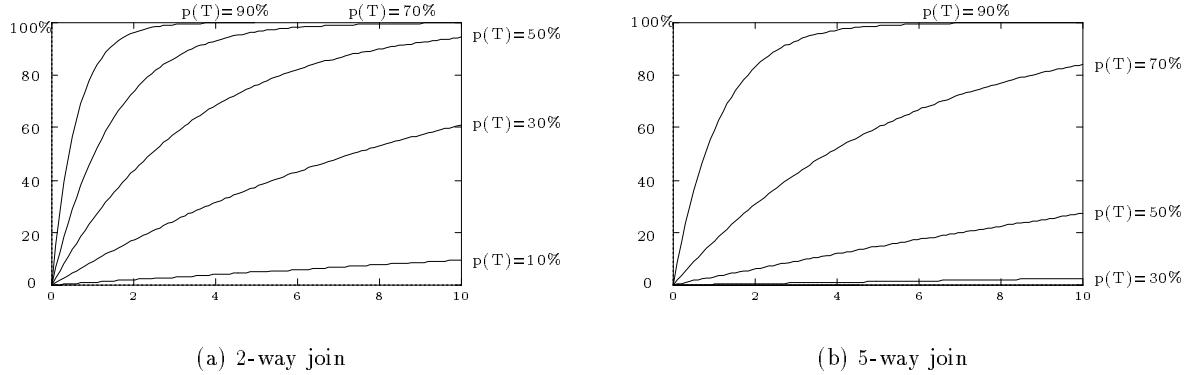 p(T)=90%
p(T)=70%
100%
80
60
40
20
0
0
2
4
6
8
10
p(T)=50%
p(T)=30%
p(T)=10%
(a) 2-way join
p(T)=90%
100%
80
60
40
20
0
0
2
4
6
8
10
p(T)=70%
p(T)=50%
p(T)=30%
(b) 5-way join